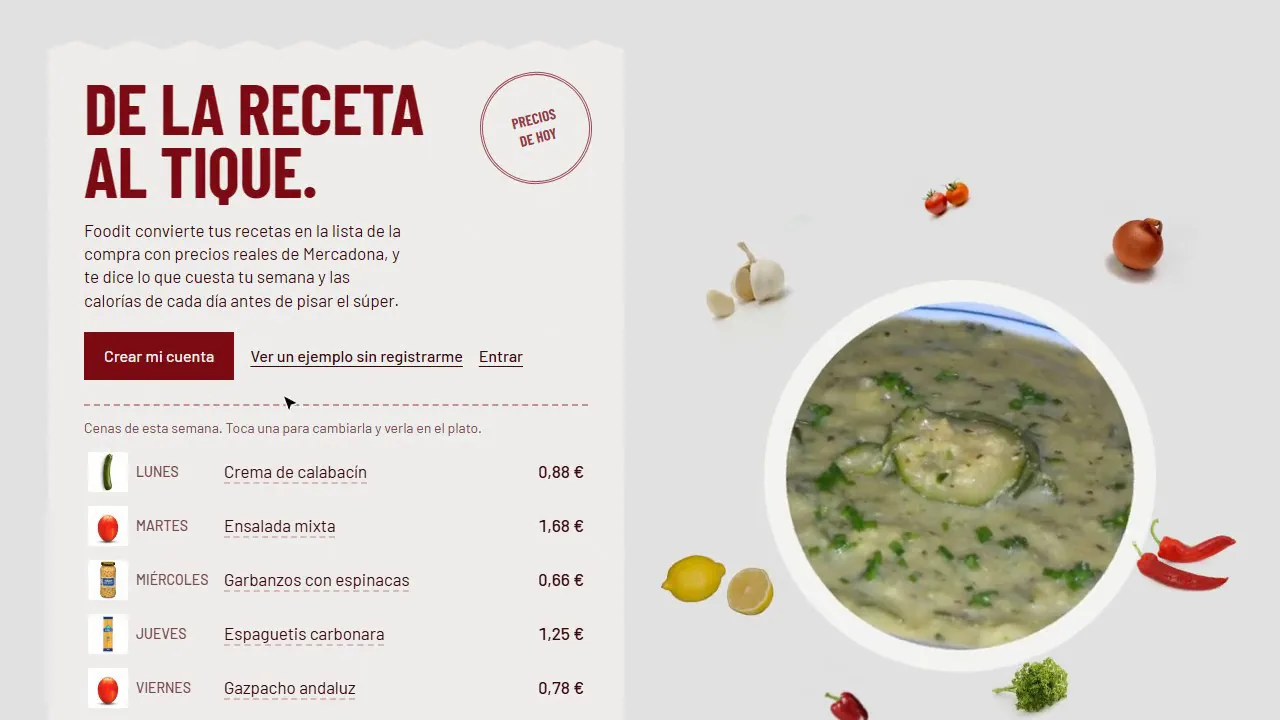 DE LA RECETA
AL TIQUE.
PRECIOS
DE HOY
Foodit convierte tus recetas en la lista de la
compra con precios reales de Mercadona, y
te dice lo que cuesta tu semana y las
calorías de cada día antes de pisar el súper.
Crear mi cuenta Ver un ejemplo sin registrarme Entrar
Cenas de esta semana. Toca una para cambiarla y verla en el plato.
LUNES Crema de calabacín 0,88 €
MARTES Ensalada mixta 1,68 €
MIÉRCOLES Garbanzos con espinacas 0,66 €
JUEVES Espaguetis carbonara 1,25 €
VIERNES Gazpacho andaluz 0,78 €